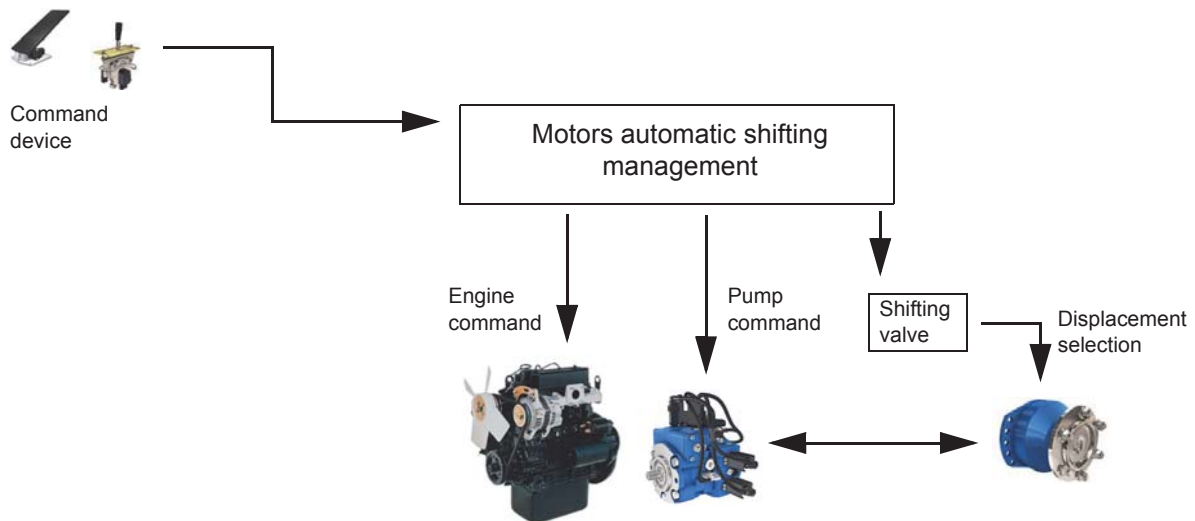 Command
device
Motors automatic shifting
management
Engine
command
Pump
command
Shifting
valve
Displacement
selection